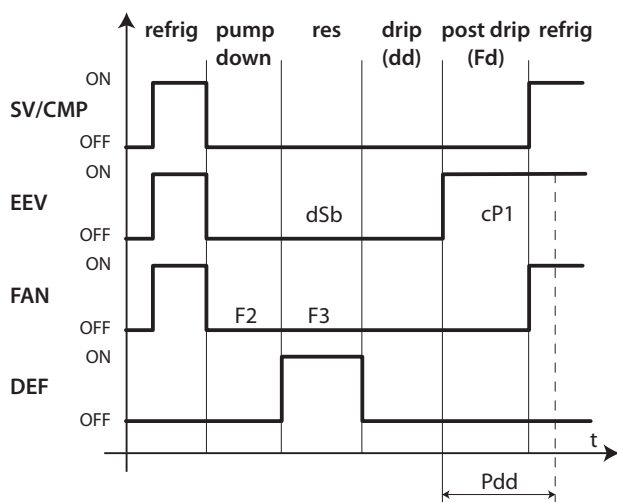 refrig pump res drip post drip refrig
down (dd) (Fd)
ON
SV/CMP
OFF
ON
EEV dSb cP1
OFF
ON
FAN
OFF F2 F3
ON
DEF
OFF
t
Pdd